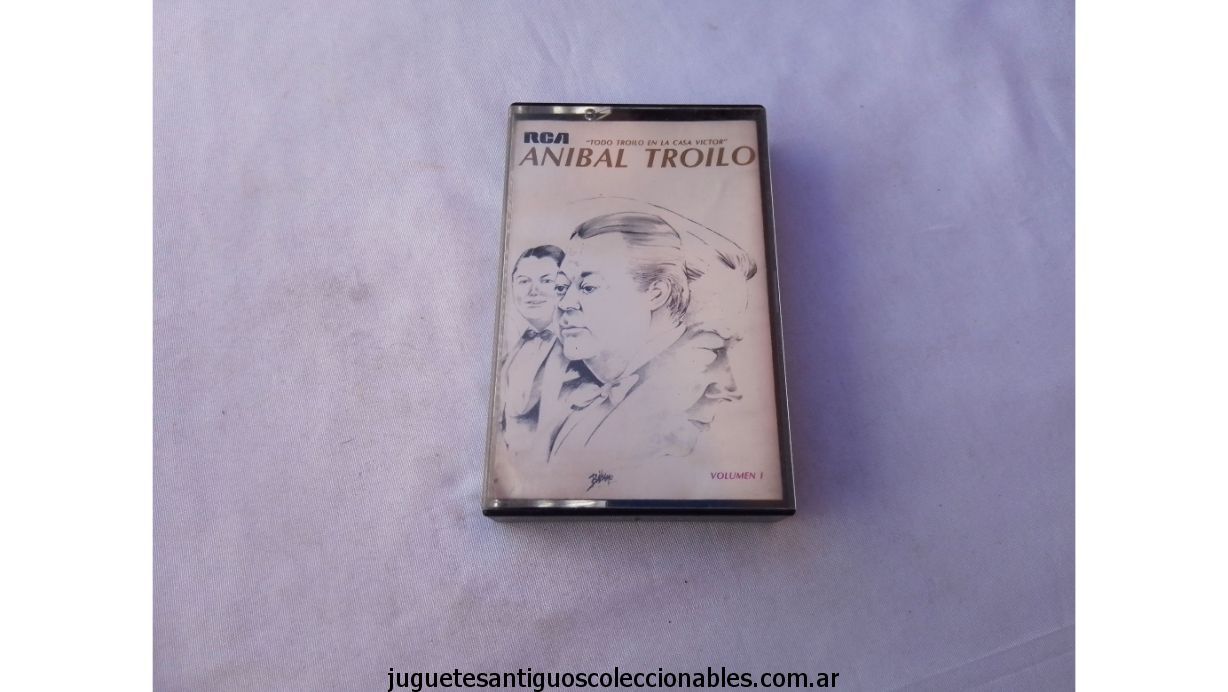 RCA
"TODO TROILO EN LA CASA VICTOR"
ANIBAL TROILO
VOLUMEN 1
juguetesantiguoscoleccionables.com.ar